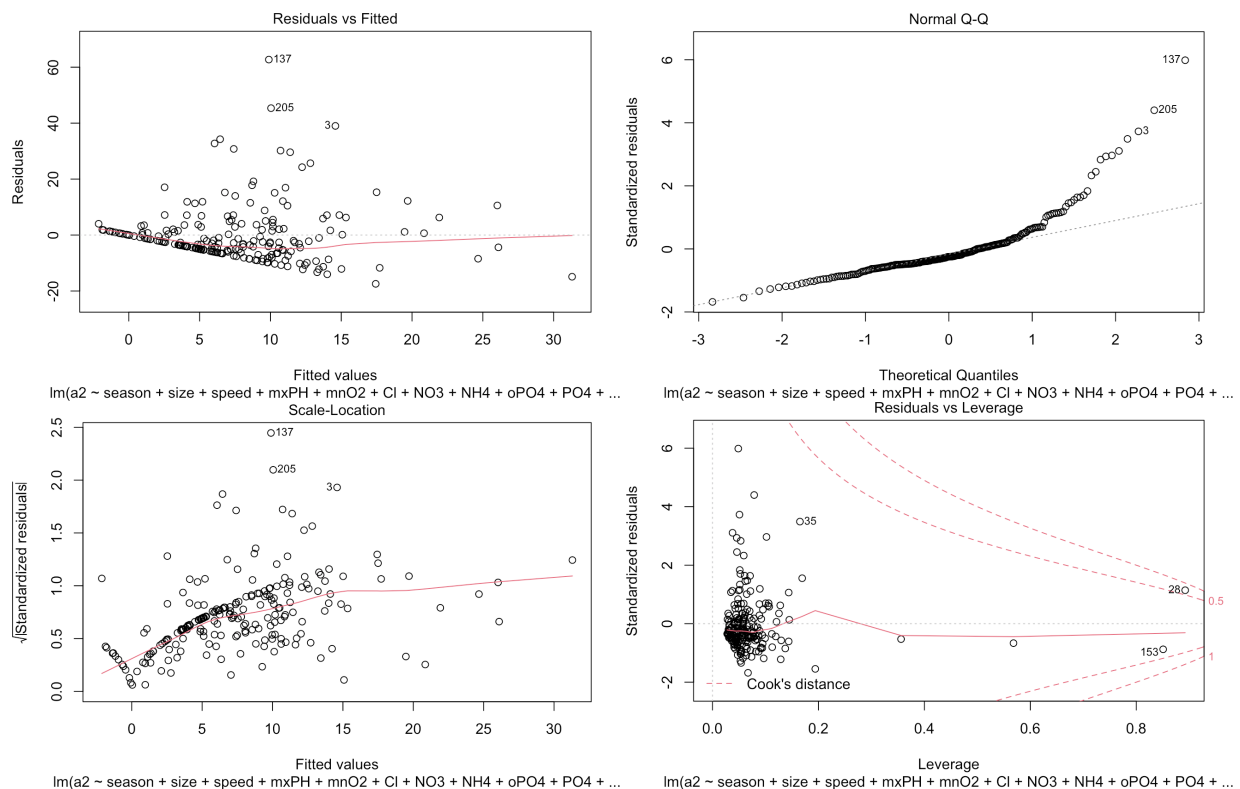 Residuals vs Fitted
Residuals
60
40
20
0
-20
137
205
3
0 5 10 15 20 25 30
Fitted values
lm(a2 ~ season + size + speed + mxPH + mnO2 + Cl + NO3 + NH4 + oPO4 + PO4 + ...
Normal Q-Q
Standardized residuals
6
4
2
0
-2
137
205
3
-3 -2 -1 0 1 2 3
Theoretical Quantiles
lm(a2 ~ season + size + speed + mxPH + mnO2 + Cl + NO3 + NH4 + oPO4 + PO4 + ...
Scale-Location
√|Standardized residuals|
2.5
2.0
1.5
1.0
0.5
0.0
137
205
3
0 5 10 15 20 25 30
Fitted values
lm(a2 ~ season + size + speed + mxPH + mnO2 + Cl + NO3 + NH4 + oPO4 + PO4 + ...
Residuals vs Leverage
Standardized residuals
6
4
2
0
-2
35
28
153
0.5
1
Cook's distance
0.0 0.2 0.4 0.6 0.8
Leverage
lm(a2 ~ season + size + speed + mxPH + mnO2 + Cl + NO3 + NH4 + oPO4 + PO4 + ...